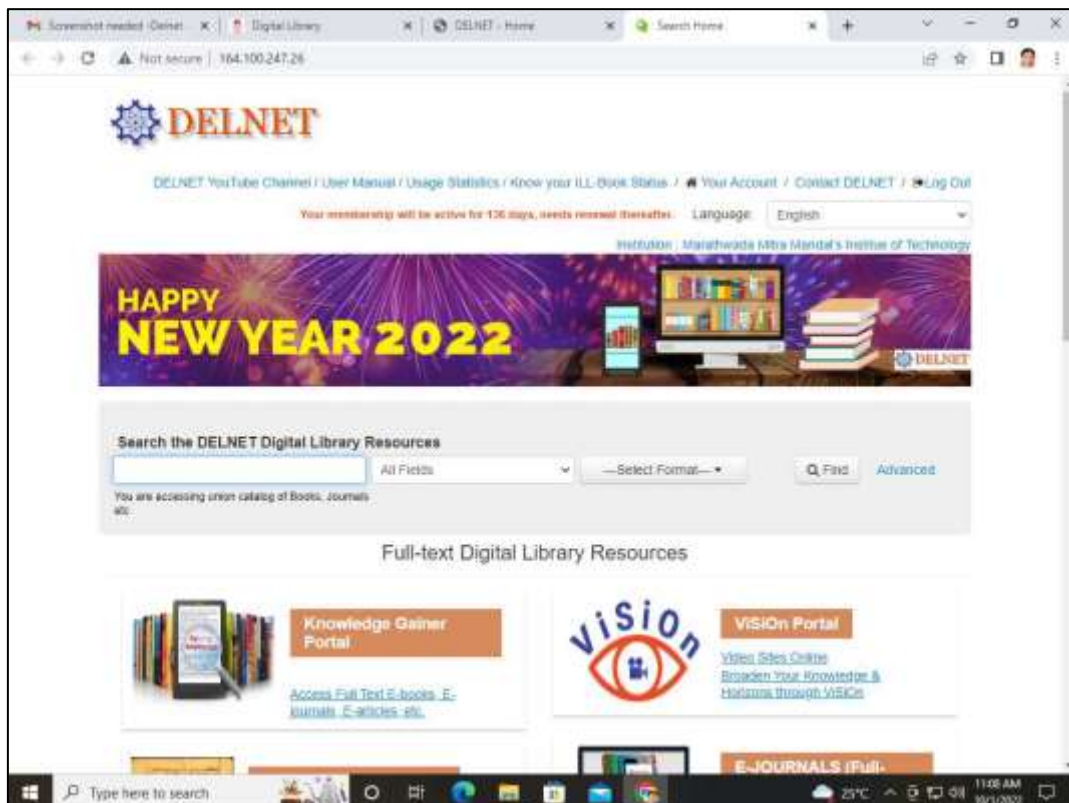 Screenshot needed -Delnet
Digital Library
DELNET - Home
Search Home
Not secure | 164.100.247.26
DELNET
DELNET YouTube Channel / User Manual / Usage Statistics / Know your ILL-Book Status / Your Account / Contact DELNET / Log Out
Your membership will be active for 136 days, needs renewal thereafter. Language: English
Institution : Marathwada Mitra Mandal's Institue of Technology
HAPPY
NEW YEAR 2022
DELNET
Search the DELNET Digital Library Resources
All Fields
---Select Format---
Find
Advanced
You are accessing union catalog of Books, Journals
etc
Full-text Digital Library Resources
Knowledge Gainer
Portal
Access Full Text E-books, E-
journals, E-articles, etc.
ViSiOn
ViSiOn Portal
Video Sites Online
Broaden Your Knowledge &
Horizons through ViSiOn
E-JOURNALS (Full-
Type here to search
25°C
11:08 AM